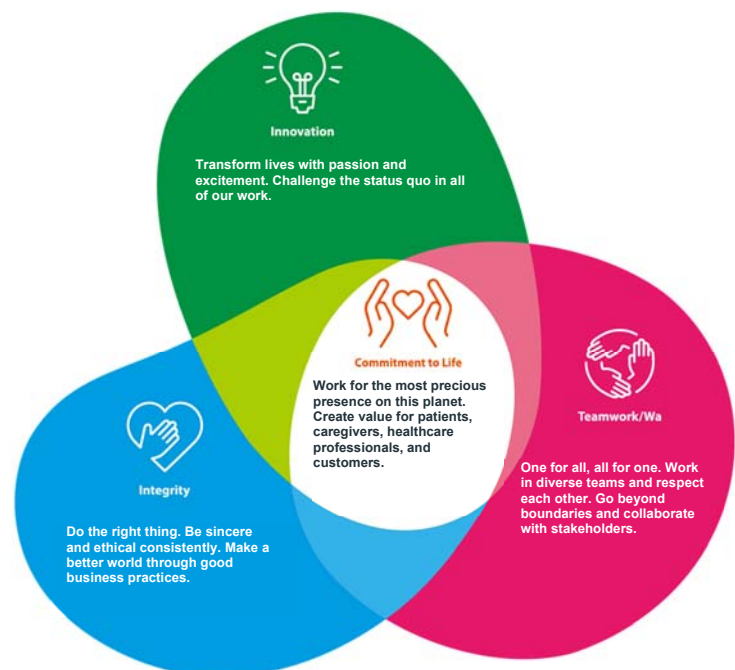 Innovation
Transform lives with passion and
excitement. Challenge the status quo in all
of our work.
Commitment to Life
Work for the most precious
presence on this planet.
Create value for patients,
caregivers, healthcare
professionals, and
customers.
Teamwork/Wa
One for all, all for one. Work
in diverse teams and respect
each other. Go beyond
boundaries and collaborate
with stakeholders.
Integrity
Do the right thing. Be sincere
and ethical consistently. Make a
better world through good
business practices.